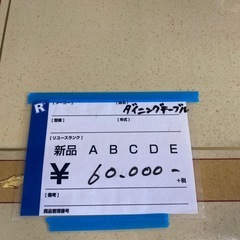 R
ダイニングテーブル
[型番]
[年式]
[リユースランク]
新品 A B C D E
¥ 60.000-
+税
[備考]
商品管理番号